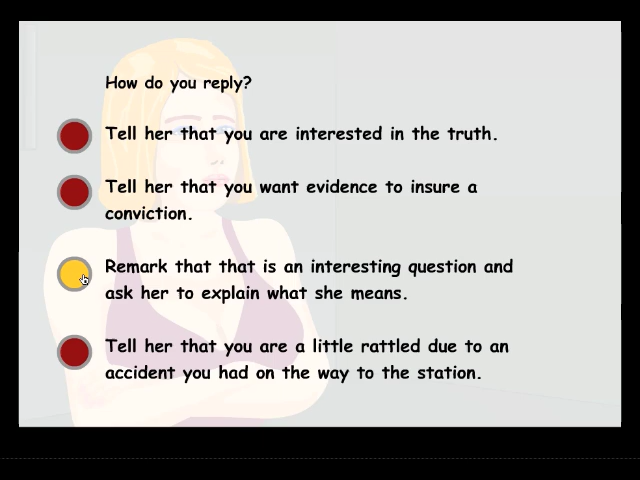 How do you reply?
Tell her that you are interested in the truth.
Tell her that you want evidence to insure a
conviction.
Remark that that is an interesting question and
ask her to explain what she means.
Tell her that you are a little rattled due to an
accident you had on the way to the station.